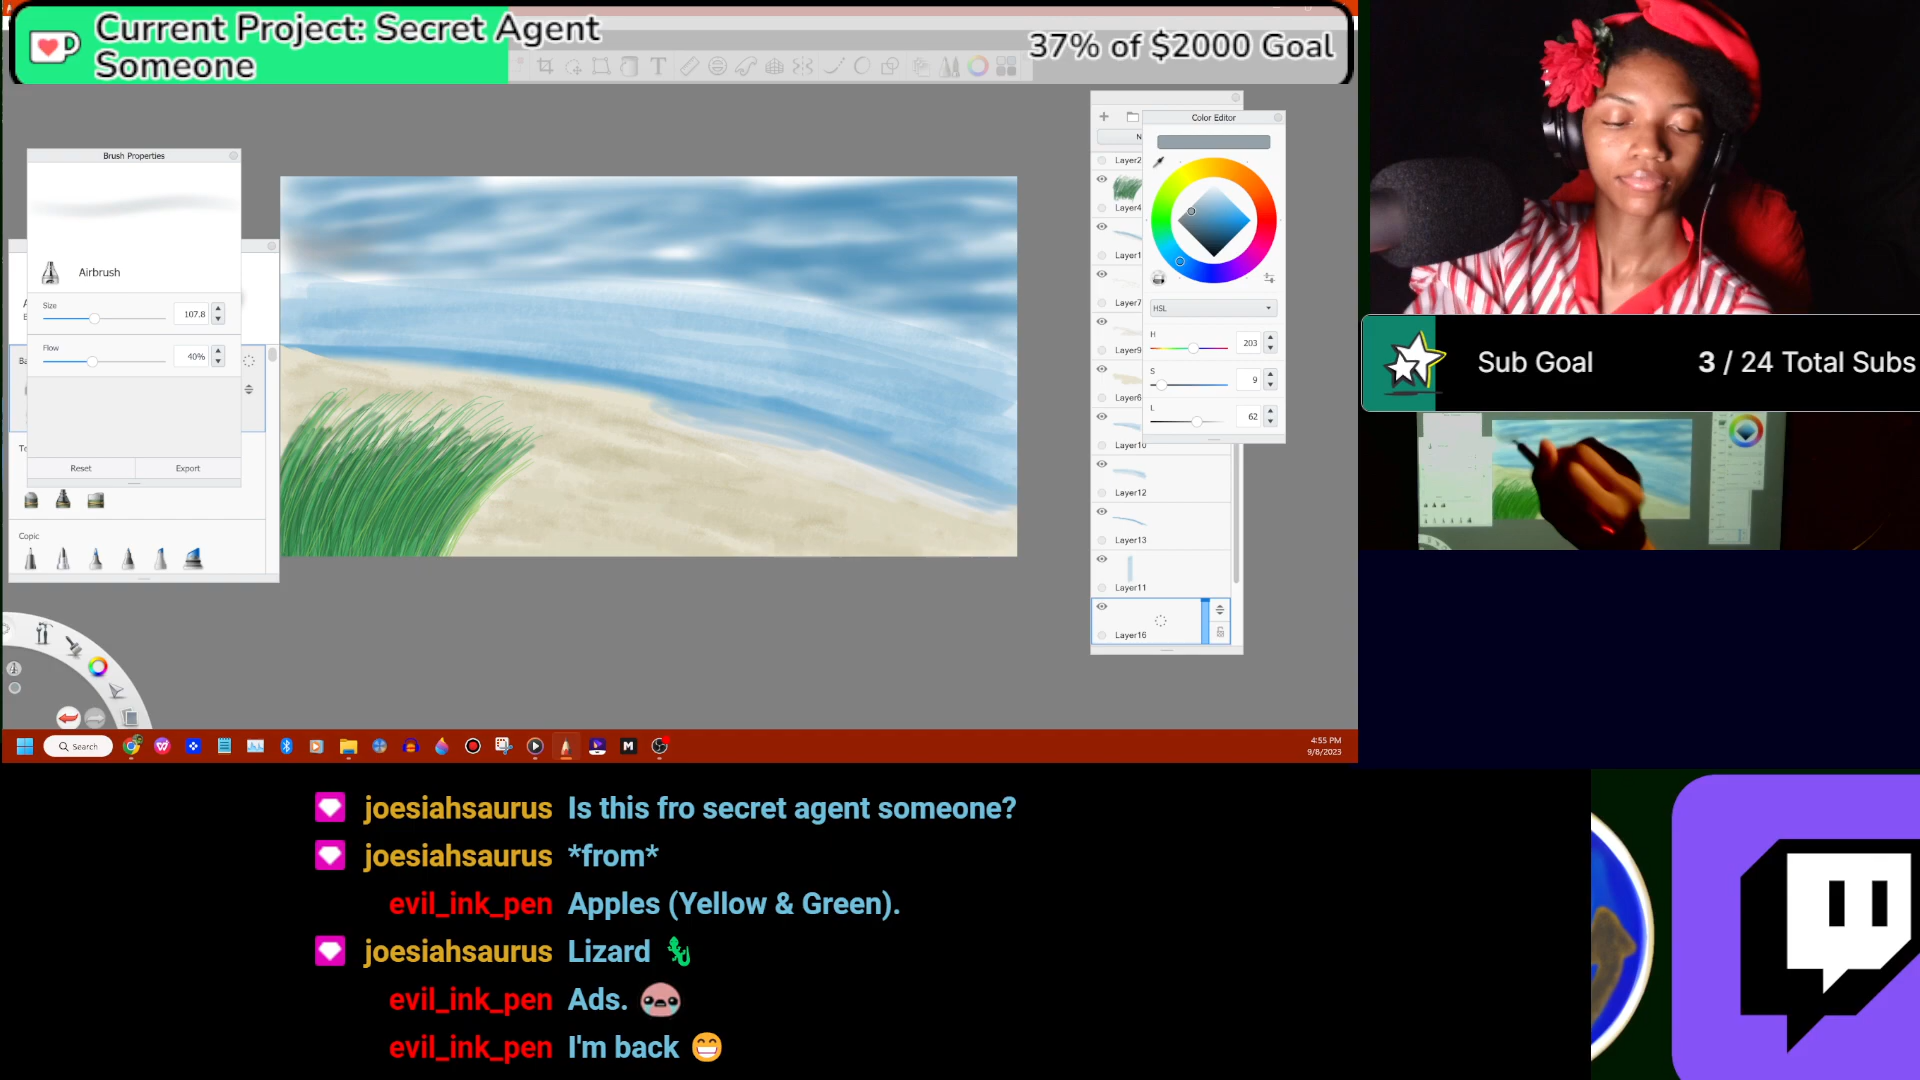 Current Project: Secret Agent
Someone
37% of $2000 Goal
T
Brush Properties
Airbrush
Size
107.8
Flow
40%
Reset
Export
Copic
Color Editor
HSL
H
203
S
9
L
62
Layer2
Layer4
Layer1
Layer7
Layer9
Layer6
Layer10
Layer12
Layer13
Layer11
Layer16
Sub Goal
3 / 24 Total Subs
Search
M
4:55 PM
9/8/2023
joesiahsaurus Is this fro secret agent someone?
joesiahsaurus *from*
evil_ink_pen Apples (Yellow & Green).
joesiahsaurus Lizard
evil_ink_pen Ads.
evil_ink_pen I'm back